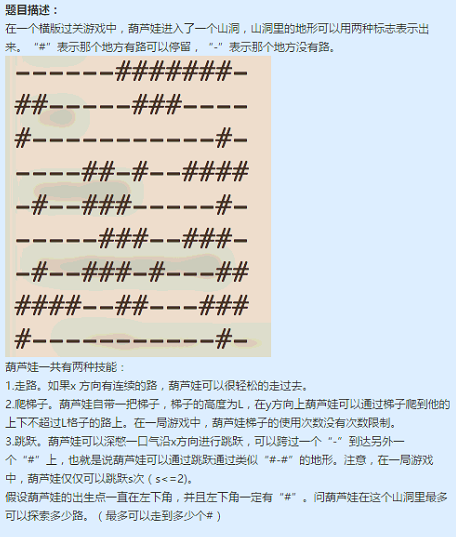 题目描述：
在一个横版过关游戏中，葫芦娃进入了一个山洞，山洞里的地形可以用两种标志表示出
来。“#”表示那个地方有路可以停留，“-”表示那个地方没有路。
------#######-
##-----###----
#-----------#-
----##-#--####
-#--###-----#-
-----###--###-
-#--###-#---##
####--##---###
#-----------#-
葫芦娃一共有两种技能：
1.走路。如果x 方向有连续的路，葫芦娃可以很轻松的走过去。
2.爬梯子。葫芦娃自带一把梯子，梯子的高度为L，在y方向上葫芦娃可以通过梯子爬到他的
上下不超过L格子的路上。在一局游戏中，葫芦娃梯子的使用次数没有次数限制。
3.跳跃。葫芦娃可以深憋一口气沿x方向进行跳跃，可以跨过一个“-”到达另外一
个“#”上，也就是说葫芦娃可以通过跳跃通过类似“#-#”的地形。注意，在一局游戏
中，葫芦娃仅仅可以跳跃s次（s<=2)。
假设葫芦娃的出生点一直在左下角，并且左下角一定有“#”。问葫芦娃在这个山洞里最多
可以探索多少路。（最多可以走到多少个#）